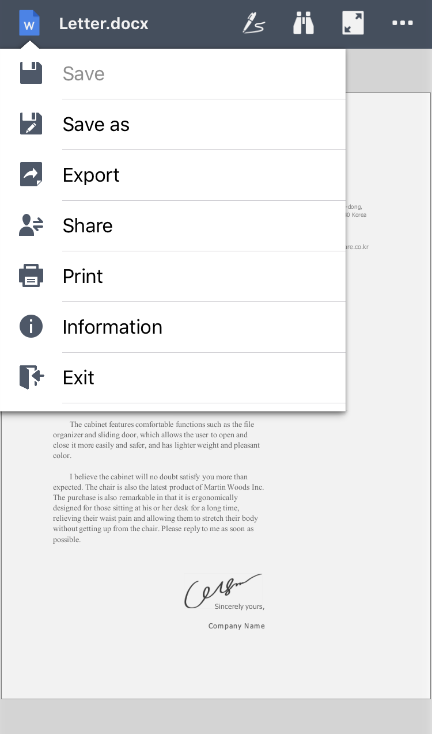 W
Letter.docx
Save
Save as
Export
Share
Print
Information
Exit
dong,
Korea
re.co.kr
The cabinet features comfortable functions such as the file
organizer and sliding door, which allows the user to open and
close it more easily and safer, and has lighter weight and pleasant
color.
I believe the cabinet will no doubt satisfy you more than
expected. The chair is also the latest product of Martin Woods Inc.
The purchase is also remarkable in that it is ergonomically
designed for those sitting at his or her desk for a long time,
relieving their waist pain and allowing them to stretch their body
without getting up from the chair. Please reply to me as soon as
possible.
Sincerely yours,
Company Name